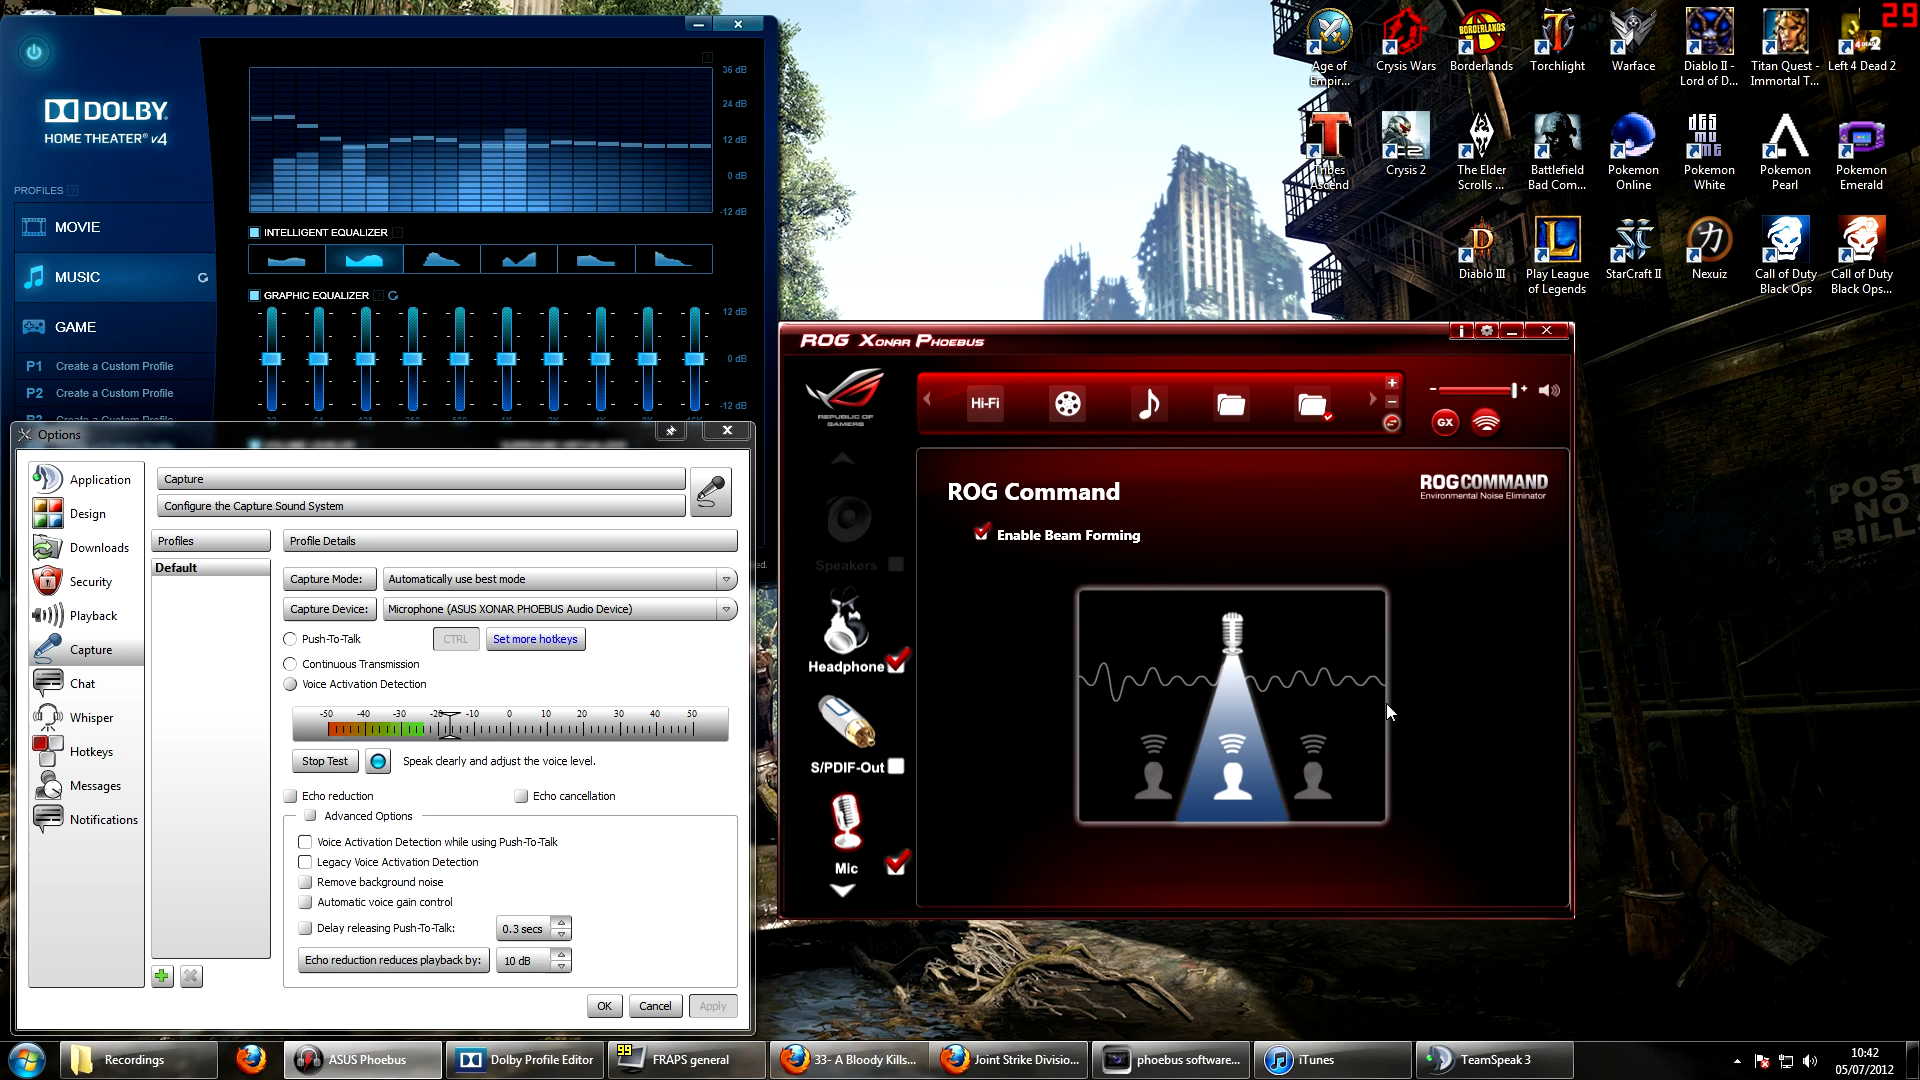 DOLBY
HOME THEATER® v4
PROFILES
MOVIE
MUSIC
GAME
P1 Create a Custom Profile
P2 Create a Custom Profile
36 dB
24 dB
12 dB
0 dB
-12 dB
INTELLIGENT EQUALIZER
GRAPHIC EQUALIZER
12 dB
0 dB
-12 dB
Options
Application
Design
Downloads
Security
Playback
Capture
Chat
Whisper
Hotkeys
Messages
Notifications
Capture
Configure the Capture Sound System
Profiles
Default
Profile Details
Capture Mode: Automatically use best mode
Capture Device: Microphone (ASUS XONAR PHOEBUS Audio Device)
Push-To-Talk CTRL Set more hotkeys
Continuous Transmission
Voice Activation Detection
-50 -40 -30 -20 -10 0 10 20 30 40 50
Stop Test Speak clearly and adjust the voice level.
Echo reduction Echo cancellation
Advanced Options
Voice Activation Detection while using Push-To-Talk
Legacy Voice Activation Detection
Remove background noise
Automatic voice gain control
Delay releasing Push-To-Talk: 0.3 secs
Echo reduction reduces playback by: 10 dB
OK Cancel Apply
ROG XONAR PHOEBUS
REPUBLIC OF
GAMERS
Hi-Fi
GX
Speakers
Headphone
S/PDIF-Out
Mic
ROG Command
Enable Beam Forming
ROG COMMAND
Environmental Noise Eliminator
29
Age of Empir...
Crysis Wars
Borderlands
Torchlight
Warface
Diablo II - Lord of D...
Titan Quest - Immortal T...
Left 4 Dead 2
Tribes Ascend
Crysis 2
The Elder Scrolls ...
Battlefield Bad Com...
Pokemon Online
Pokemon White
Pokemon Pearl
Pokemon Emerald
Diablo III
Play League of Legends
StarCraft II
Nexuiz
Call of Duty Black Ops
Call of Duty Black Ops...
POST
NO
BILL
Recordings
ASUS Phoebus
Dolby Profile Editor
99
FRAPS general
33- A Bloody Kills...
Joint Strike Divisio...
phoebus software...
iTunes
TeamSpeak 3
10:42
05/07/2012